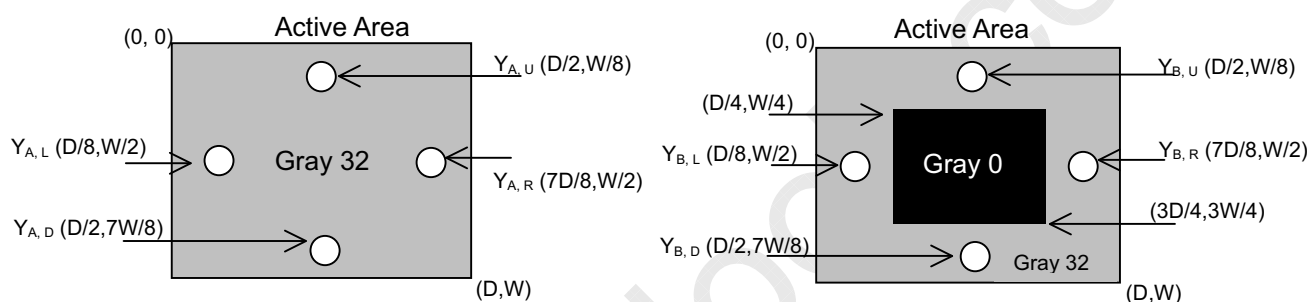 Active Area
(0, 0)
Y_A, U (D/2,W/8)
Y_A, L (D/8,W/2)
Gray 32
Y_A, R (7D/8,W/2)
Y_A, D (D/2,7W/8)
(D,W)
Active Area
(0, 0)
Y_B, U (D/2,W/8)
(D/4,W/4)
Y_B, L (D/8,W/2)
Gray 0
Y_B, R (7D/8,W/2)
(3D/4,3W/4)
Y_B, D (D/2,7W/8)
Gray 32
(D,W)